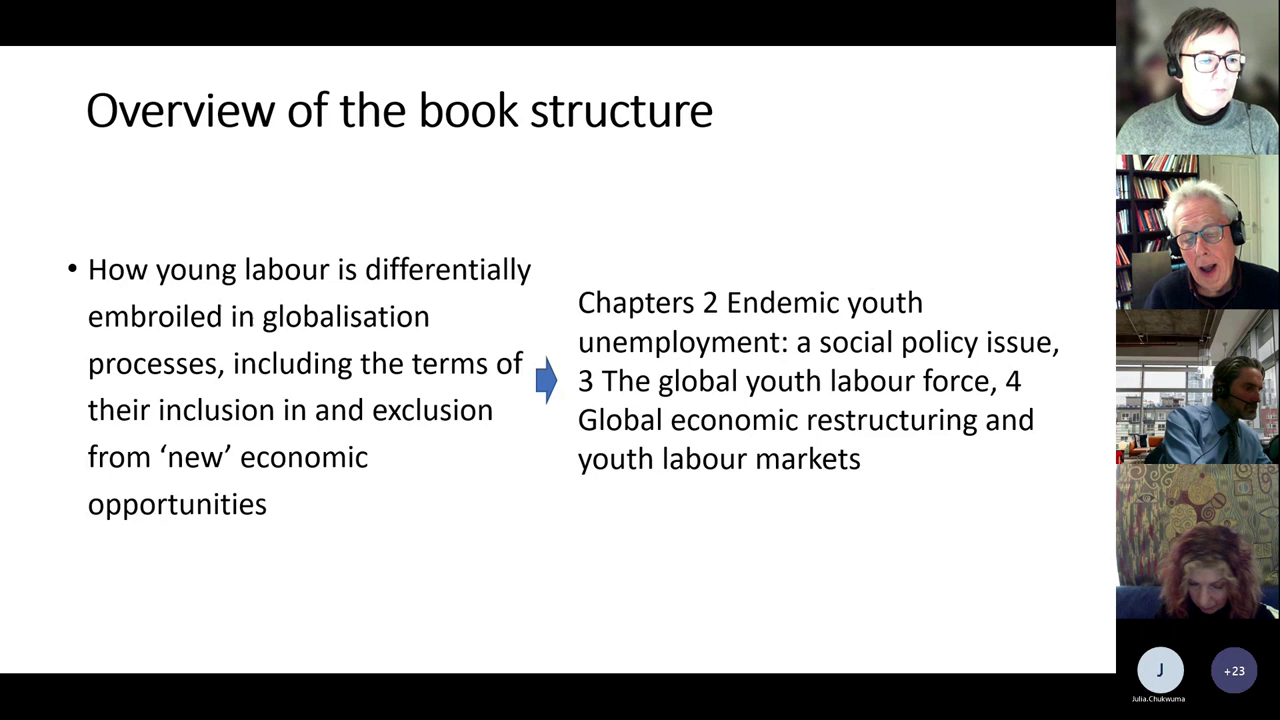 Overview of the book structure
• How young labour is differentially
embroiled in globalisation
processes, including the terms of
their inclusion in and exclusion
from ‘new’ economic
opportunities
Chapters 2 Endemic youth
unemployment: a social policy issue,
3 The global youth labour force, 4
Global economic restructuring and
youth labour markets
J
+23
Julia.Chukwuma